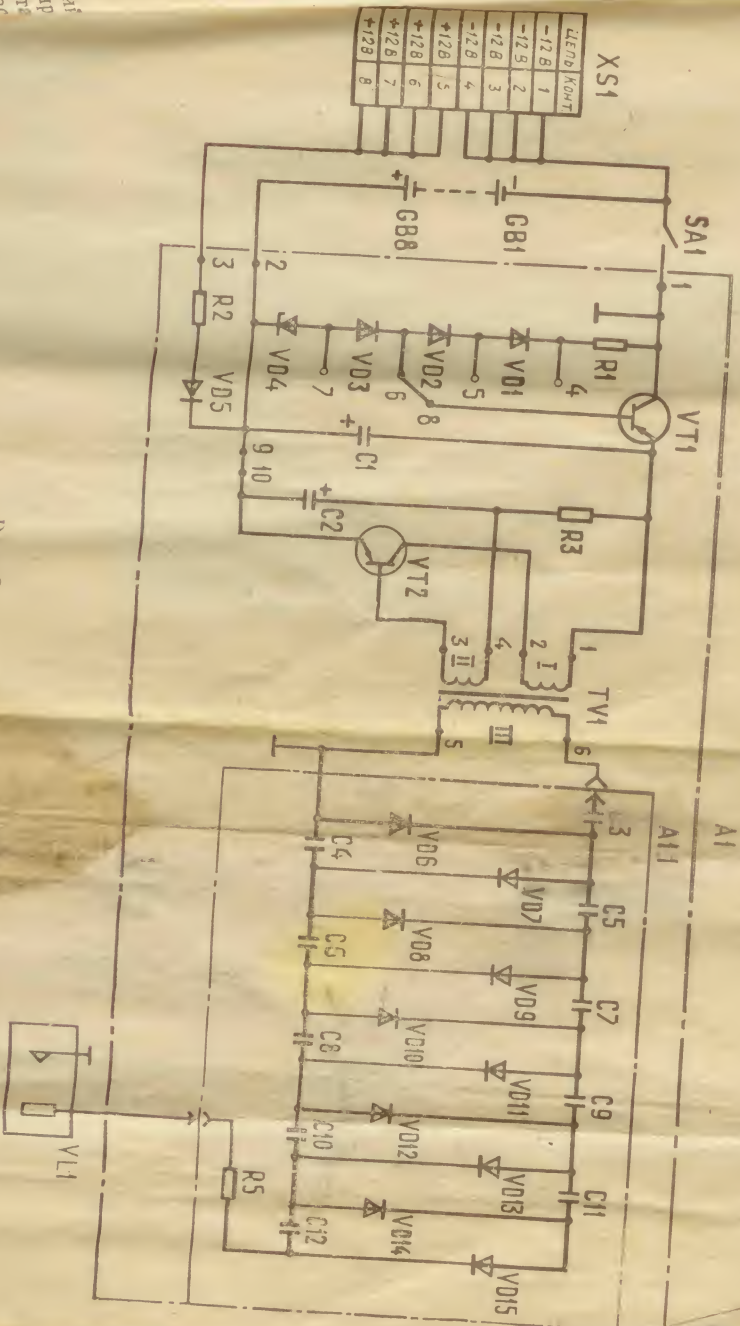 XS1
ЦЕПЬ КОНТ
-12В 1
-12В 2
-12В 3
-12В 4
+12В 5
+12В 6
+12В 7
+12В 8
SA1
GB1
GB8
-
+
1
2
3
R1
4
VD1
5
VD2
6
8
VD3
7
VD4
R2
VD5
VT1
C1
+
9 10
C2
+
R3
VT2
TV1
1
I
2
4
II
3
III
6
5
A1
A1.1
VD6
C4
VD7
C5
VD8
C6
VD9
C7
VD10
C8
VD11
C9
VD12
C10
VD13
C11
VD14
C12
VD15
R5
VL1